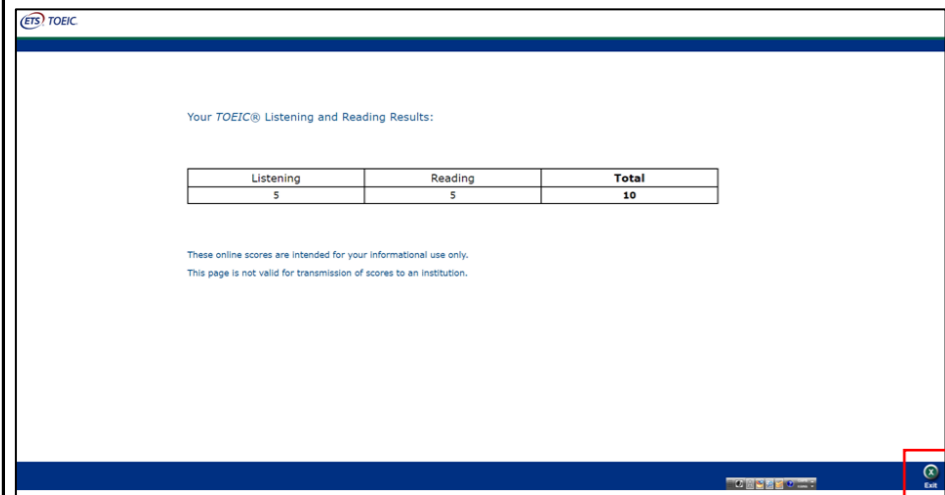 ETS TOEIC
Your TOEIC® Listening and Reading Results:
Listening Reading Total
5 5 10
These online scores are intended for your informational use only.
This page is not valid for transmission of scores to an institution.
Exit